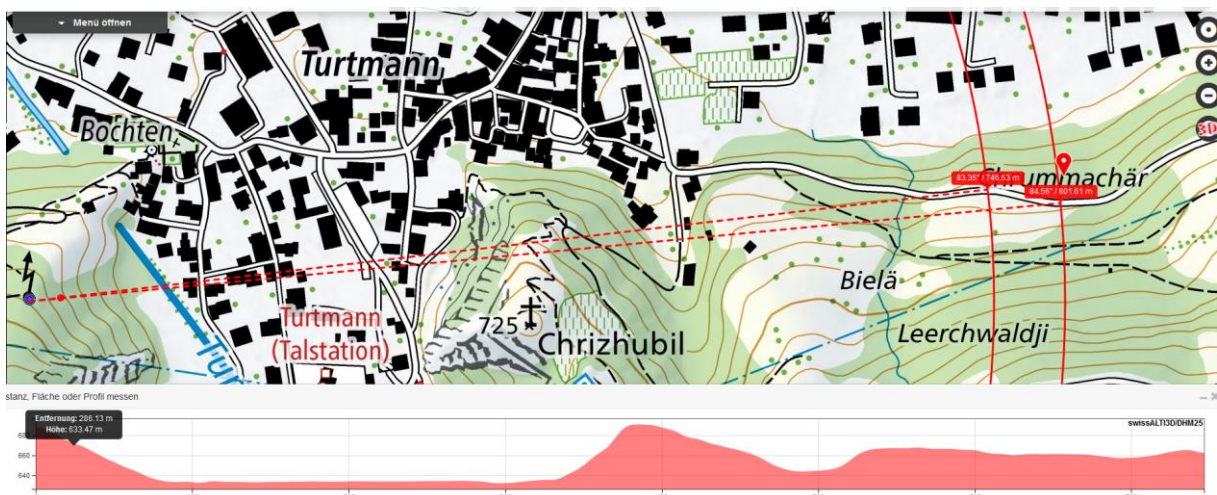 Menü öffnen
Turtmann
Bochten
3D
83.35° / 746.53 m
84.56° / 801.61 m
Bielä
Turtmann
(Talstation)
725
Chrizhubil
Leerchwaldji
stanz, Fläche oder Profil messen
Entfernung: 286.13 m
Höhe: 633.47 m
swissALTI3D/DHM25
660
640